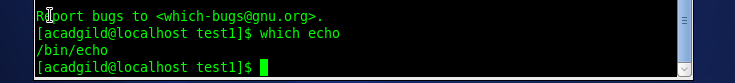 Report bugs to <which-bugs@gnu.org>.
[acadgild@localhost test1]$ which echo
/bin/echo
[acadgild@localhost test1]$